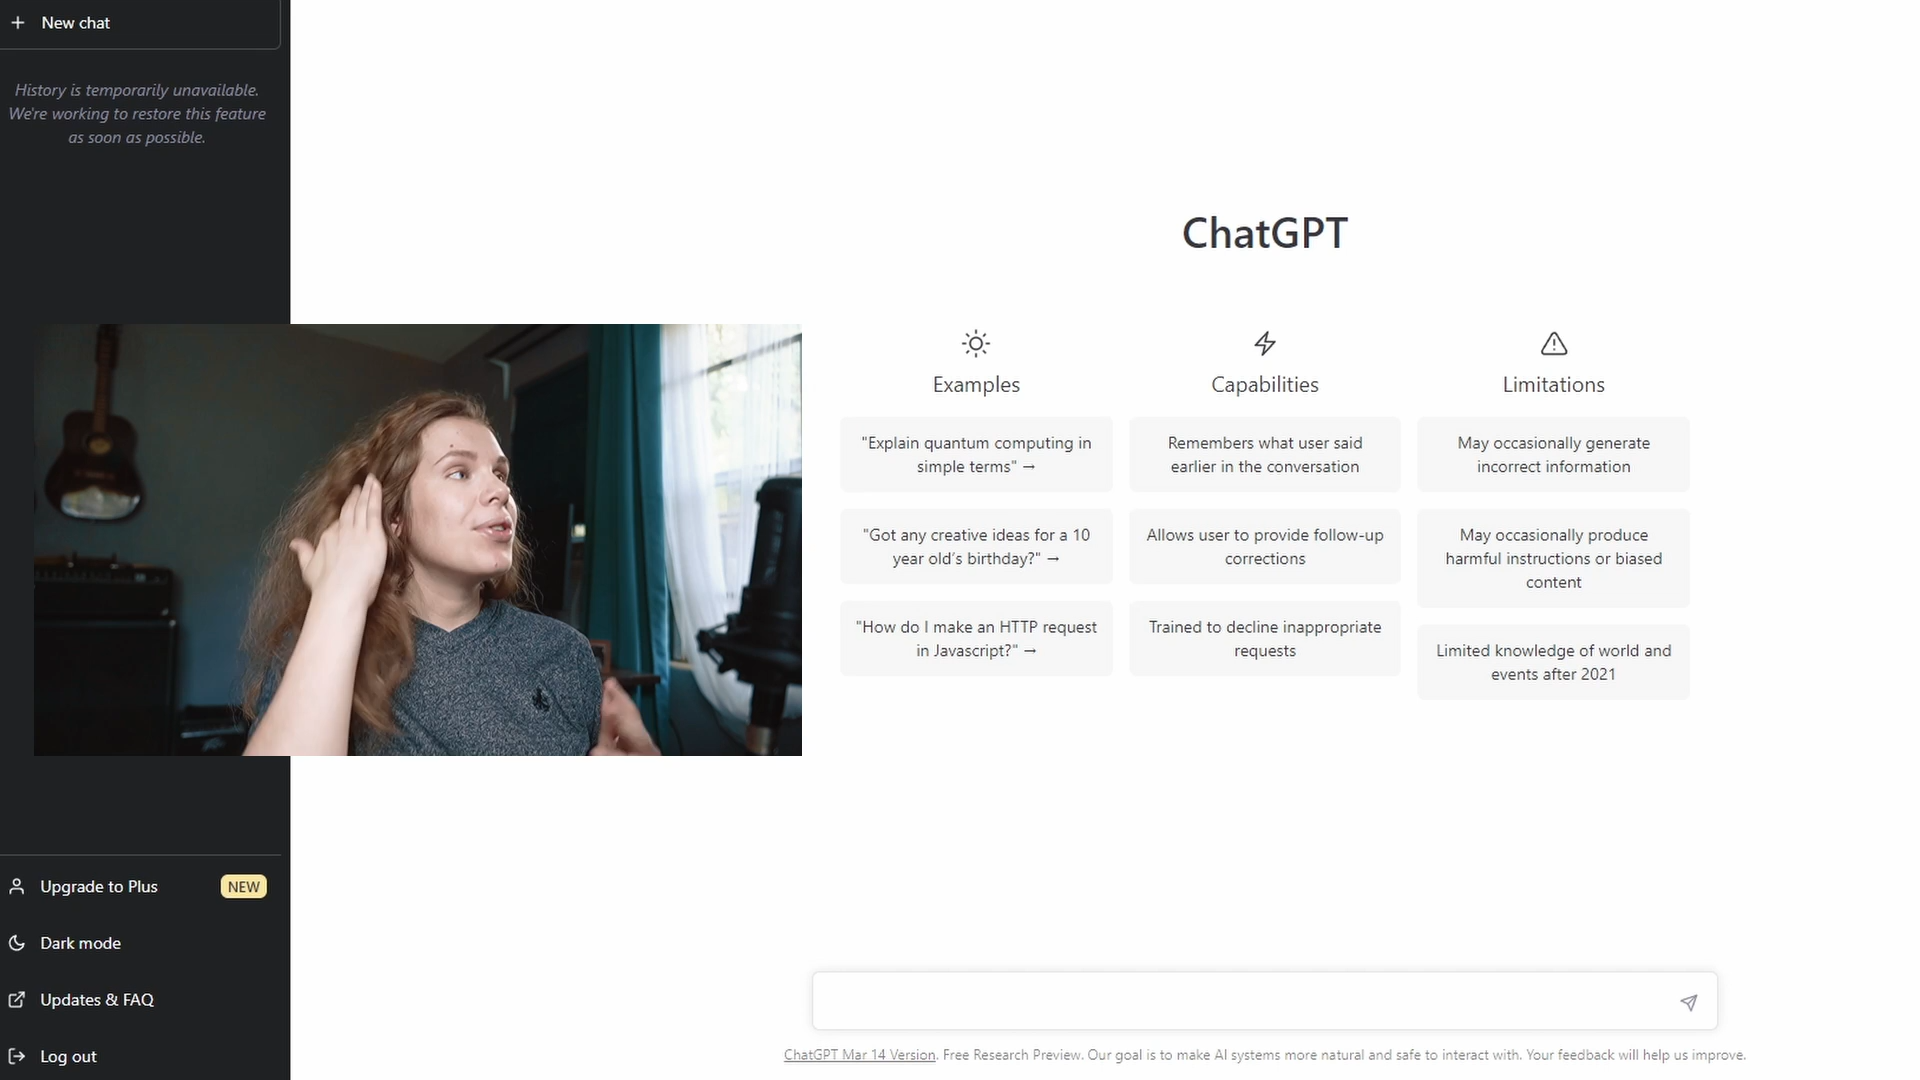 New chat
History is temporarily unavailable.
We're working to restore this feature
as soon as possible.
ChatGPT
Examples
"Explain quantum computing in
simple terms" →
"Got any creative ideas for a 10
year old's birthday?" →
"How do I make an HTTP request
in Javascript?" →
Capabilities
Remembers what user said
earlier in the conversation
Allows user to provide follow-up
corrections
Trained to decline inappropriate
requests
Limitations
May occasionally generate
incorrect information
May occasionally produce
harmful instructions or biased
content
Limited knowledge of world and
events after 2021
Upgrade to Plus NEW
Dark mode
Updates & FAQ
Log out
ChatGPT Mar 14 Version. Free Research Preview. Our goal is to make AI systems more natural and safe to interact with. Your feedback will help us improve.